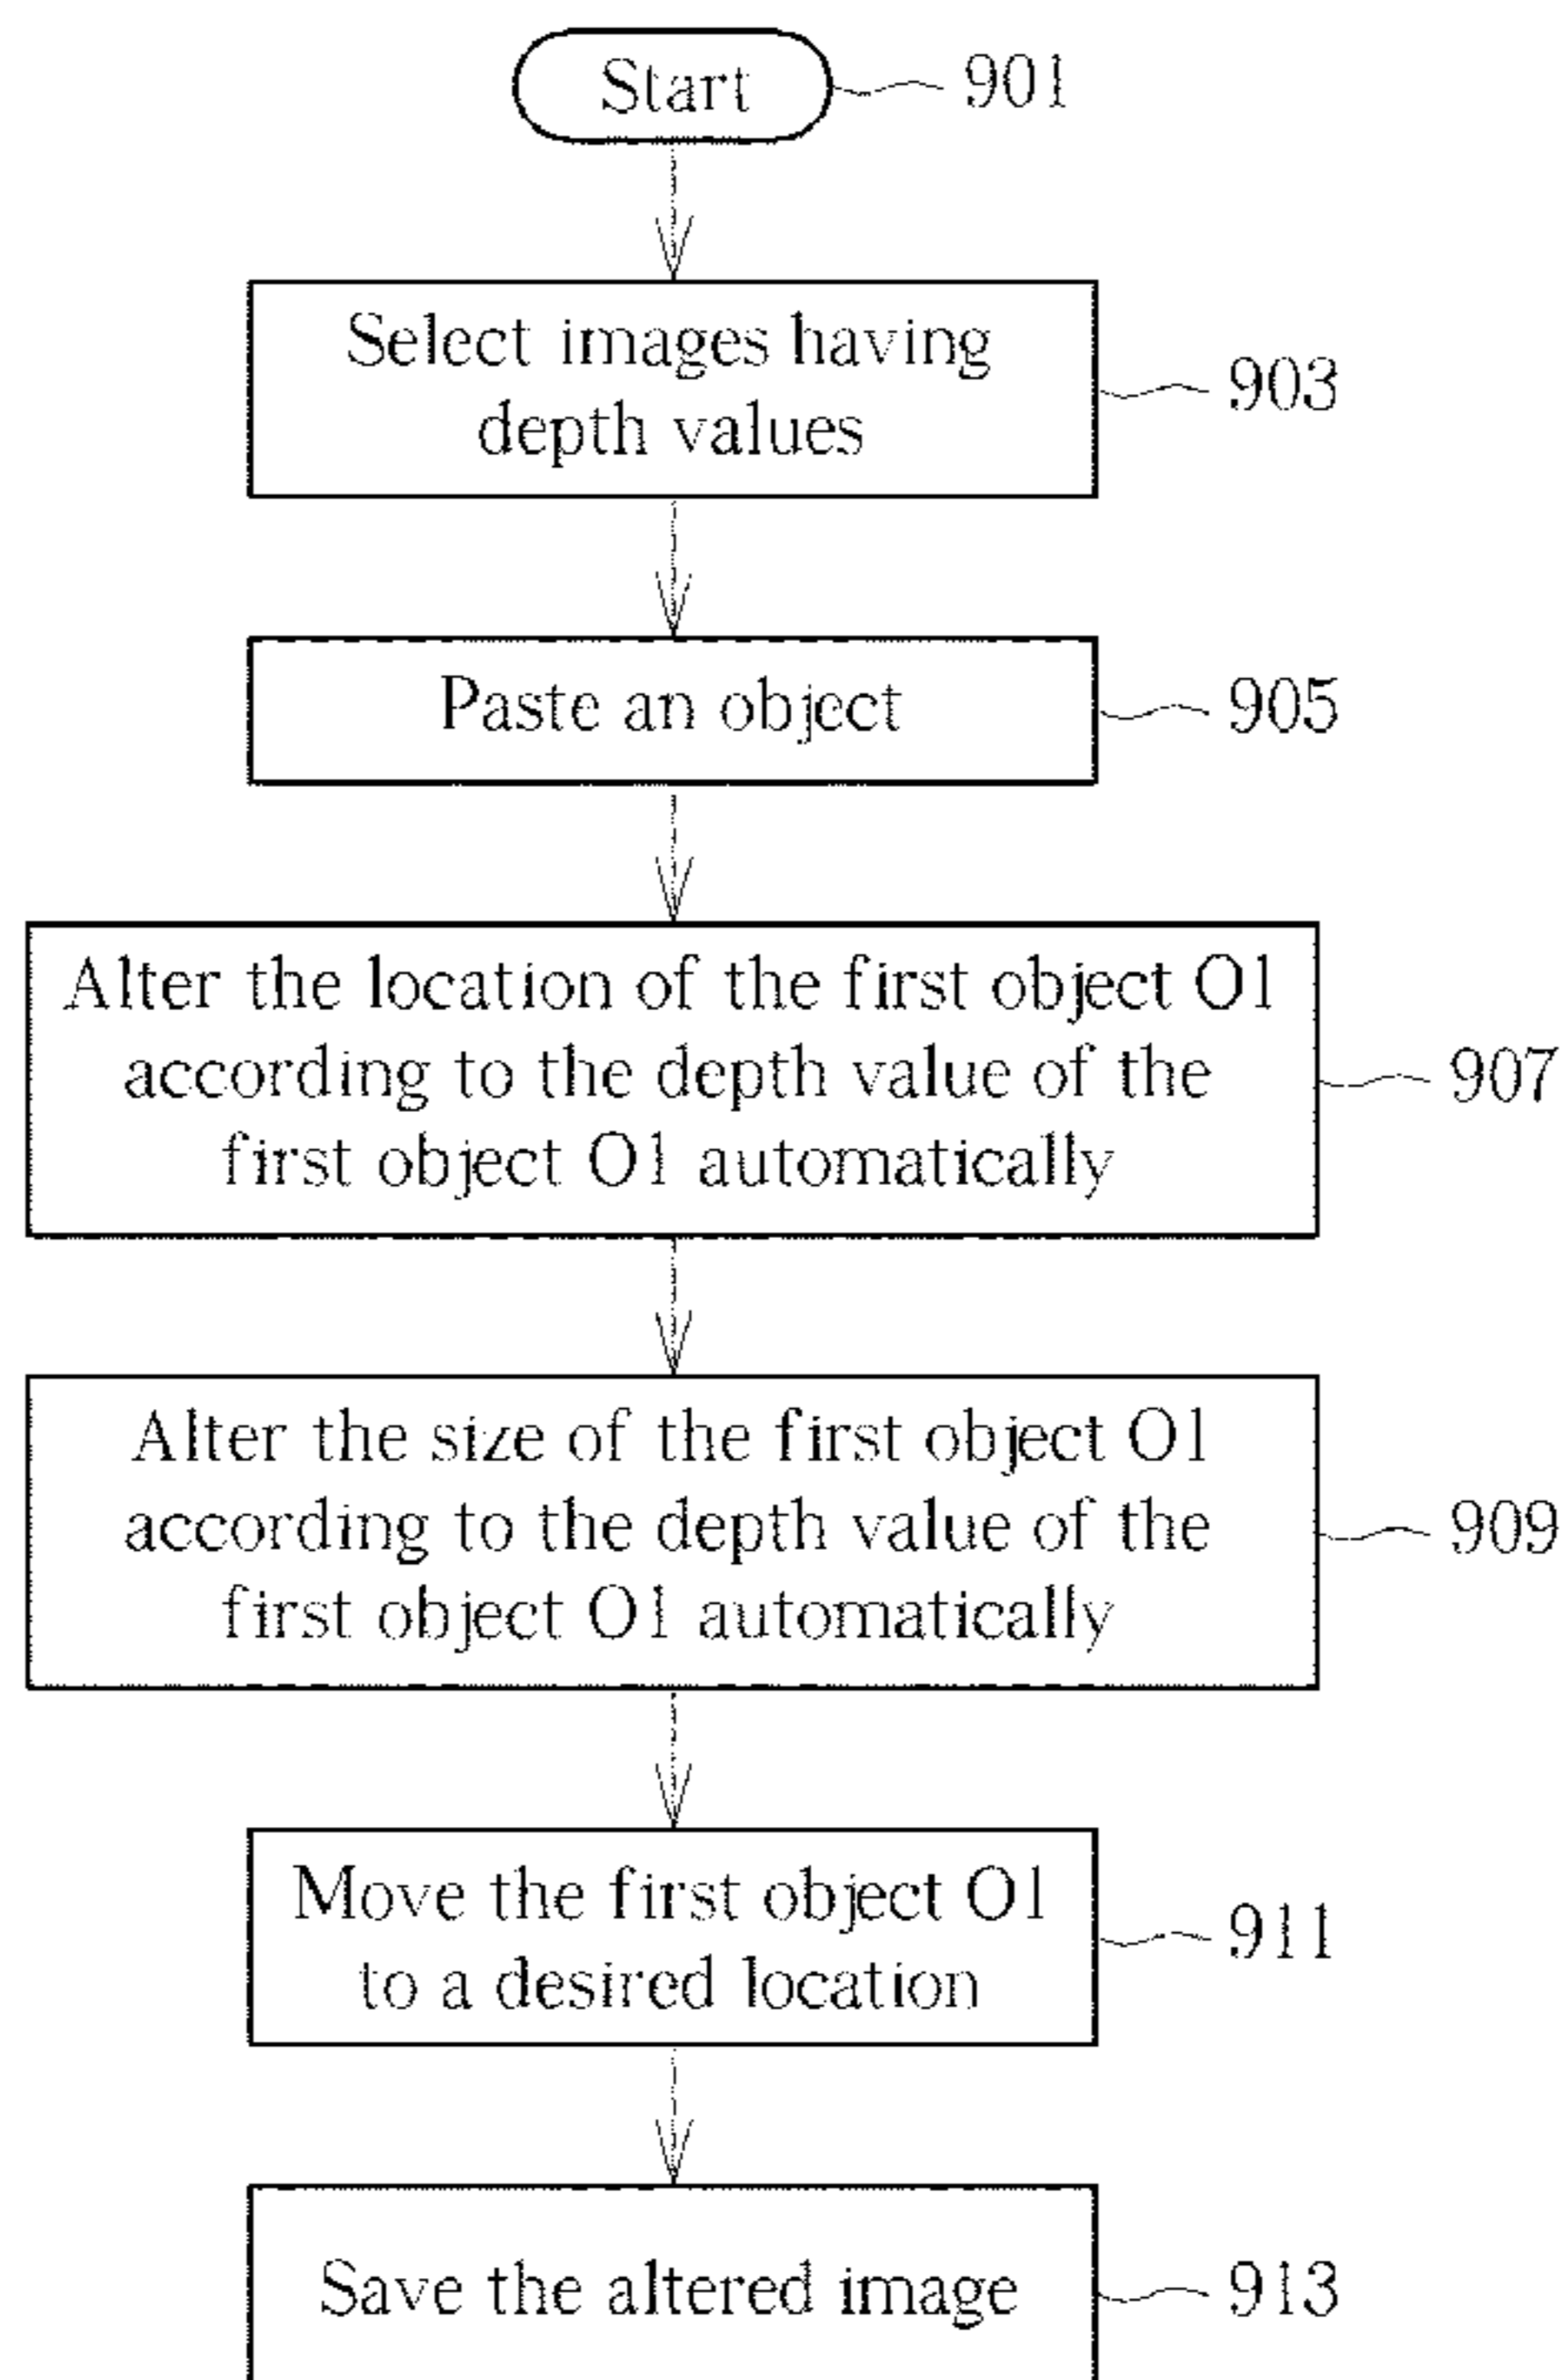 Start
901
Select images having
depth values
903
Paste an object
905
Alter the location of the first object O1
according to the depth value of the
first object O1 automatically
907
Alter the size of the first object O1
according to the depth value of the
first object O1 automatically
909
Move the first object O1
to a desired location
911
Save the altered image
913